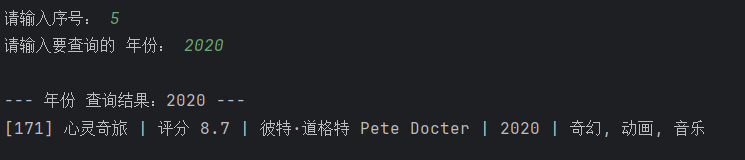 请输入序号： 5
请输入要查询的 年份： 2020
--- 年份 查询结果：2020 ---
[171] 心灵奇旅 | 评分 8.7 | 彼特·道格特 Pete Docter | 2020 | 奇幻, 动画, 音乐